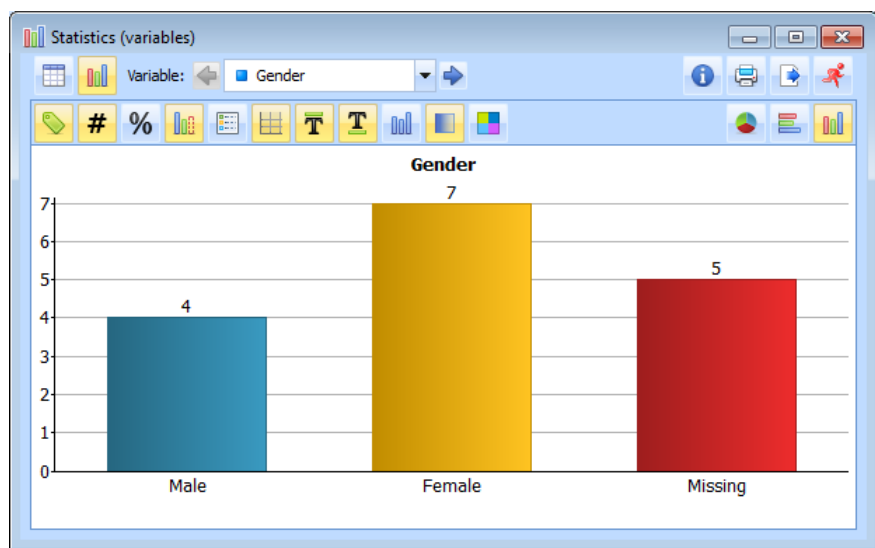 Statistics (variables)
Variable: Gender
# % T T
Gender
7
7
6
5
5
4
4
3
2
1
0
Male Female Missing